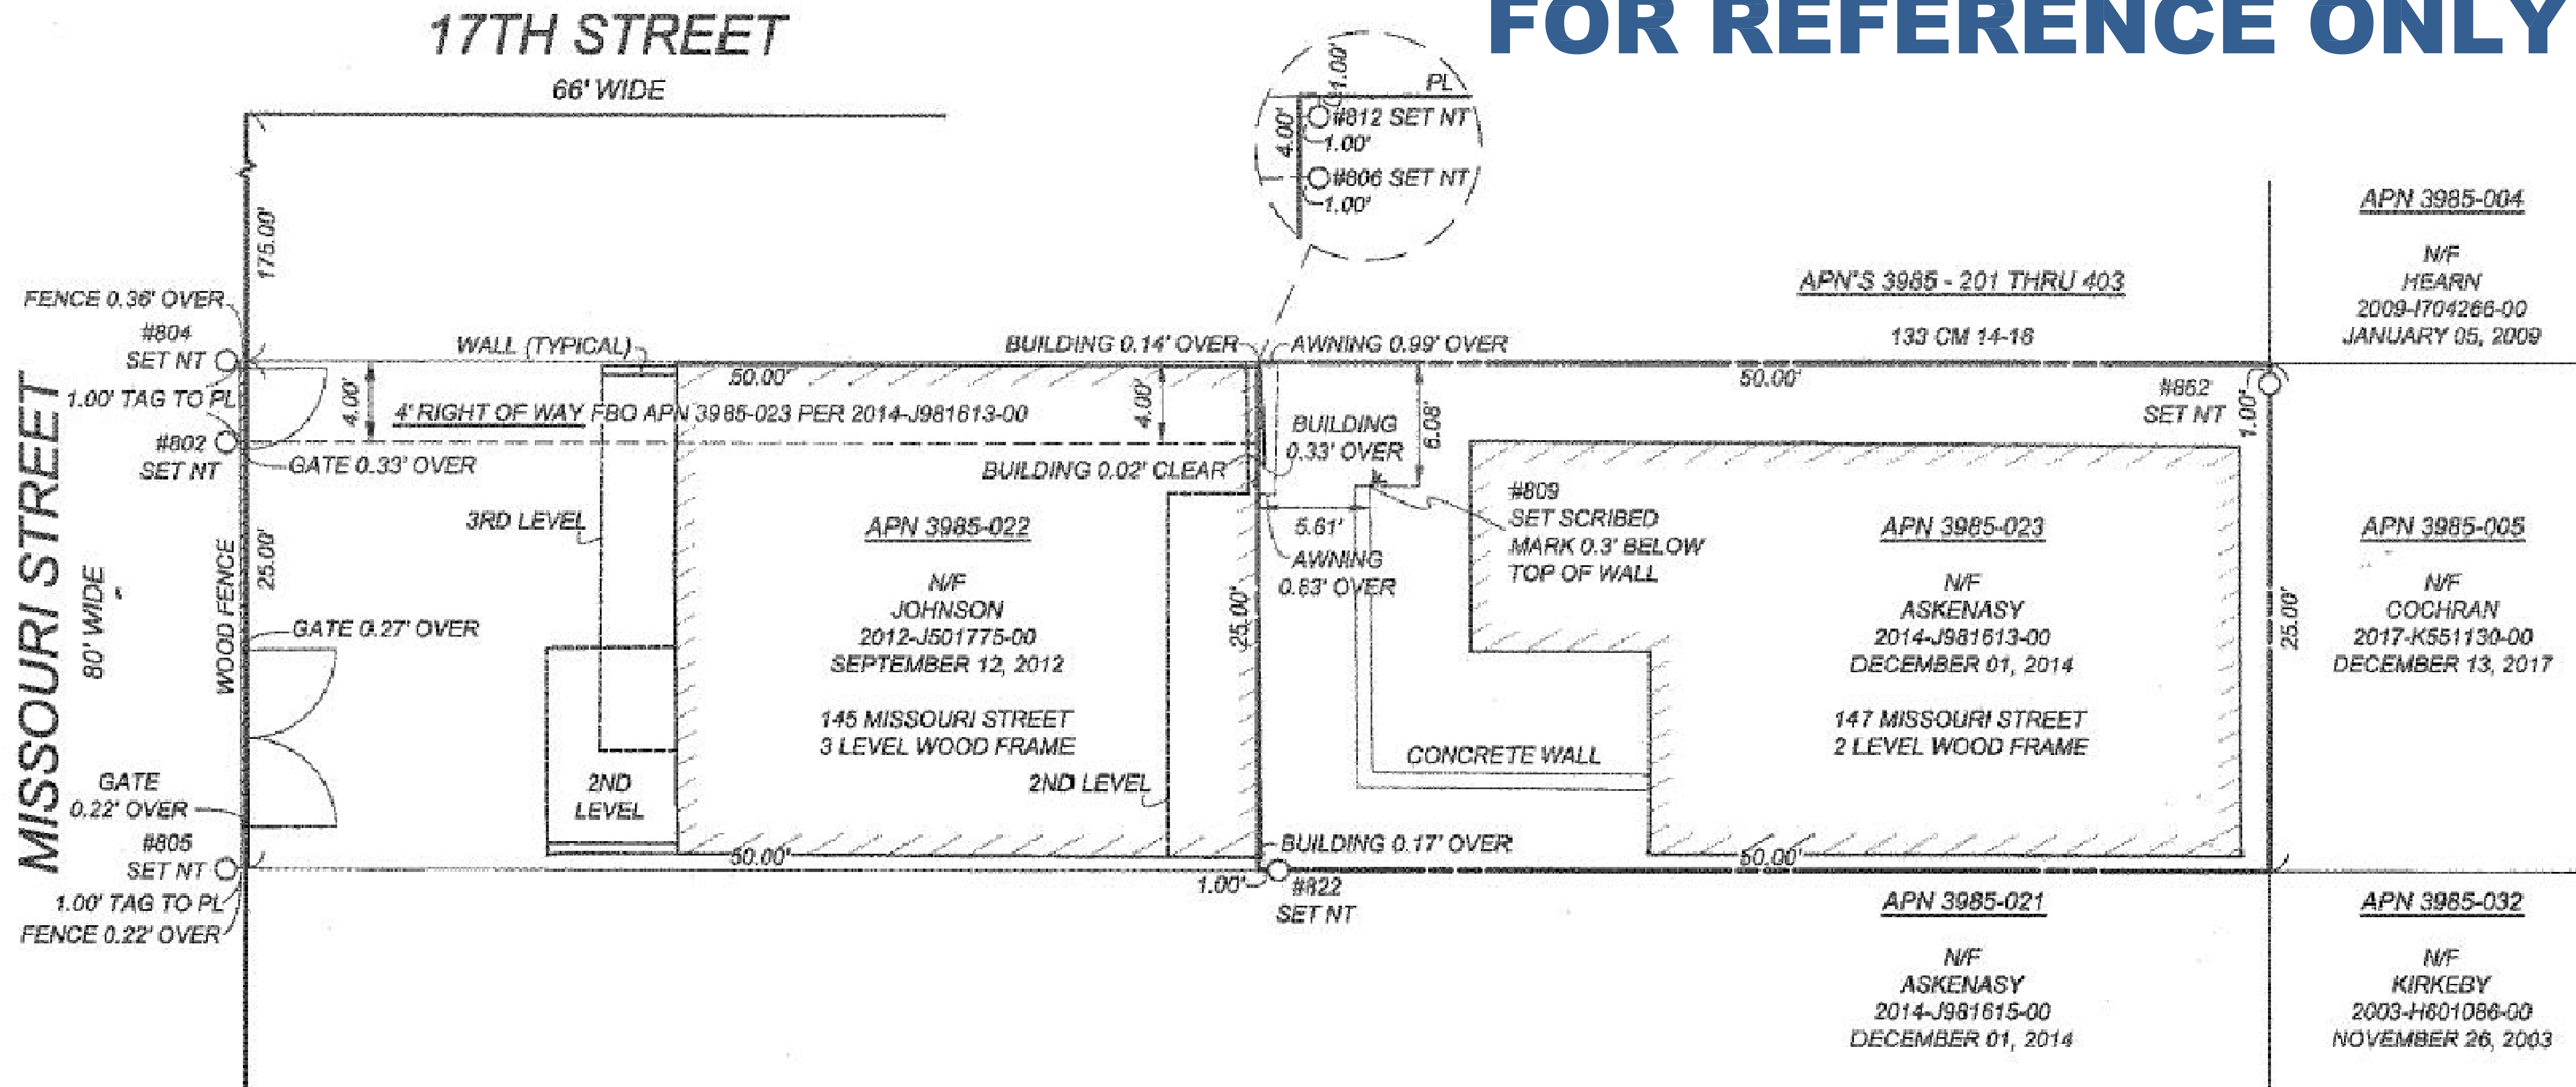 FOR REFERENCE ONLY
17TH STREET
66' WIDE
1.00'
PL
4.00'
#812 SET NT
1.00'
#806 SET NT
1.00'
175.00'
APN 3985-004
N/F
HEARN
2009-I704266-00
JANUARY 05, 2009
APN'S 3985 - 201 THRU 403
133 CM 14-16
FENCE 0.36' OVER
#804
SET NT
1.00' TAG TO PL
#802
SET NT
WALL (TYPICAL)
BUILDING 0.14' OVER
AWNING 0.99' OVER
50.00'
50.00'
#862
SET NT
1.00'
4.00'
4' RIGHT OF WAY FBO APN 3985-023 PER 2014-J981613-00
4.00'
BUILDING
0.33' OVER
6.08'
GATE 0.33' OVER
BUILDING 0.02' CLEAR
MISSOURI STREET
80' WIDE
WOOD FENCE
25.00'
3RD LEVEL
APN 3985-022
N/F
JOHNSON
2012-J501775-00
SEPTEMBER 12, 2012
145 MISSOURI STREET
3 LEVEL WOOD FRAME
5.61'
AWNING
0.63' OVER
25.00'
#809
SET SCRIBED
MARK 0.3' BELOW
TOP OF WALL
APN 3985-023
N/F
ASKENASY
2014-J981613-00
DECEMBER 01, 2014
147 MISSOURI STREET
2 LEVEL WOOD FRAME
25.00'
APN 3985-005
N/F
COCHRAN
2017-K551130-00
DECEMBER 13, 2017
GATE 0.27' OVER
CONCRETE WALL
GATE
0.22' OVER
2ND
LEVEL
2ND LEVEL
#805
SET NT
1.00' TAG TO PL
FENCE 0.22' OVER
50.00'
BUILDING 0.17' OVER
50.00'
1.00'
#822
SET NT
APN 3985-021
N/F
ASKENASY
2014-J981615-00
DECEMBER 01, 2014
APN 3985-032
N/F
KIRKEBY
2003-H601086-00
NOVEMBER 26, 2003